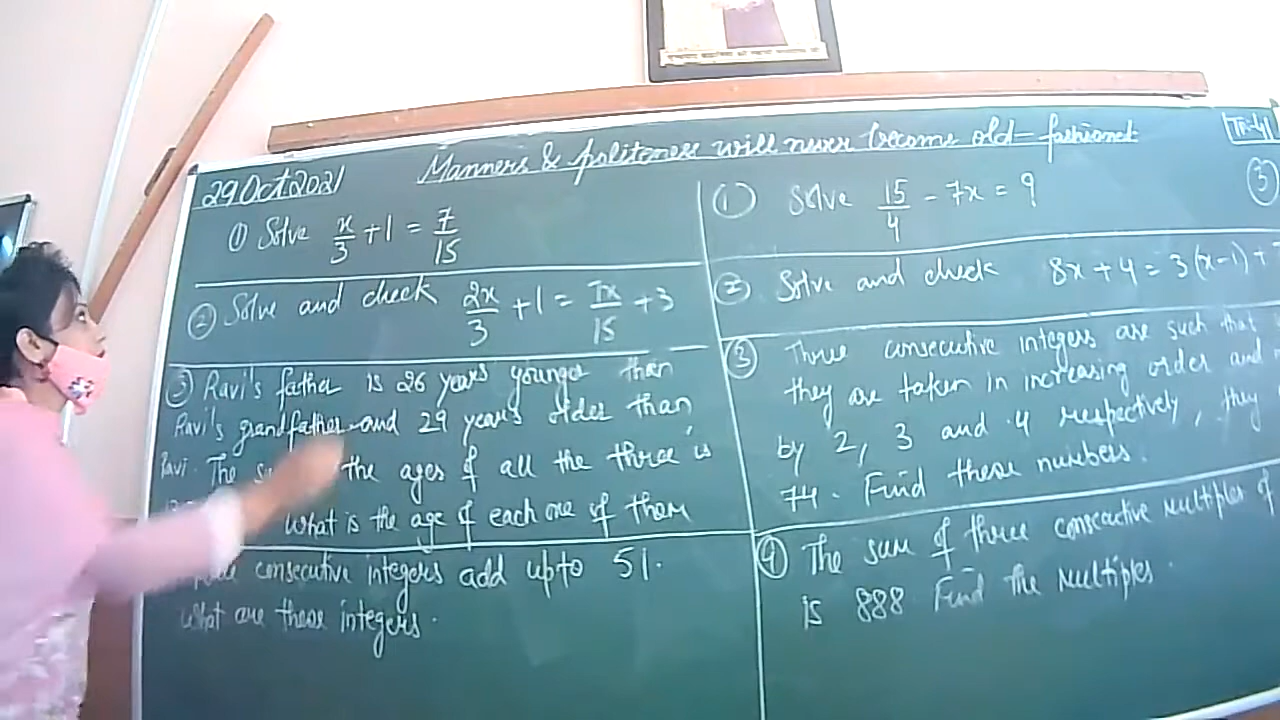 Manners & politeness will never become old-fashioned
29 Oct 2021
① Solve x/3 + 1 = 7/15
② Solve and check 2x/3 + 1 = 7x/15 + 3
③ Ravi's father is 26 years younger than
Ravi's grandfather and 29 years older than
Ravi. The the ages of all the three is
What is the age of each one of them
consecutive integers add upto 51.
What are these integers.
① Solve 15/4 - 7x = 9
② Solve and check 8x + 4 = 3(x-1) +
③ Three consecutive integers are such that
they are taken in increasing order and
by 2, 3 and 4 respectively, they
74. Find these numbers.
④ The sum of three consecutive multiples of
is 888. Find the multiples.
③